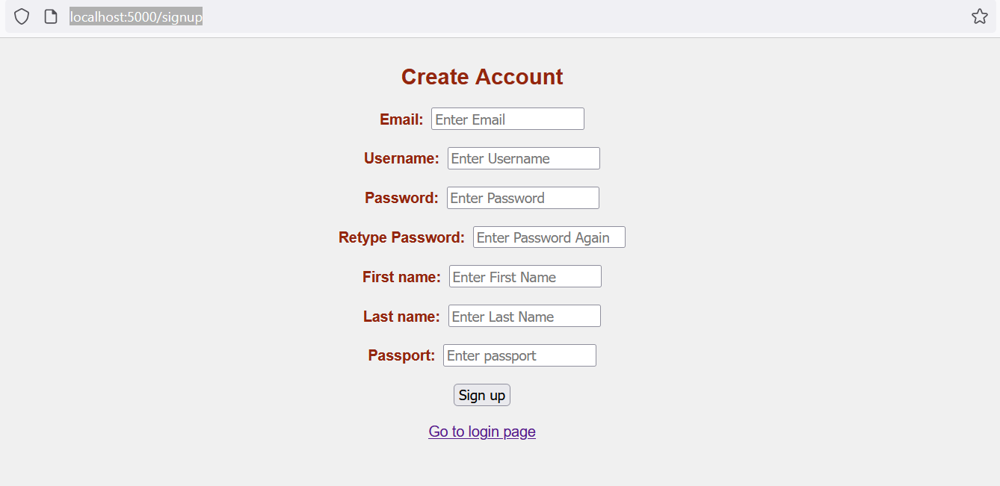 localhost:5000/signup
Create Account
Email: Enter Email
Username: Enter Username
Password: Enter Password
Retype Password: Enter Password Again
First name: Enter First Name
Last name: Enter Last Name
Passport: Enter passport
Sign up
Go to login page